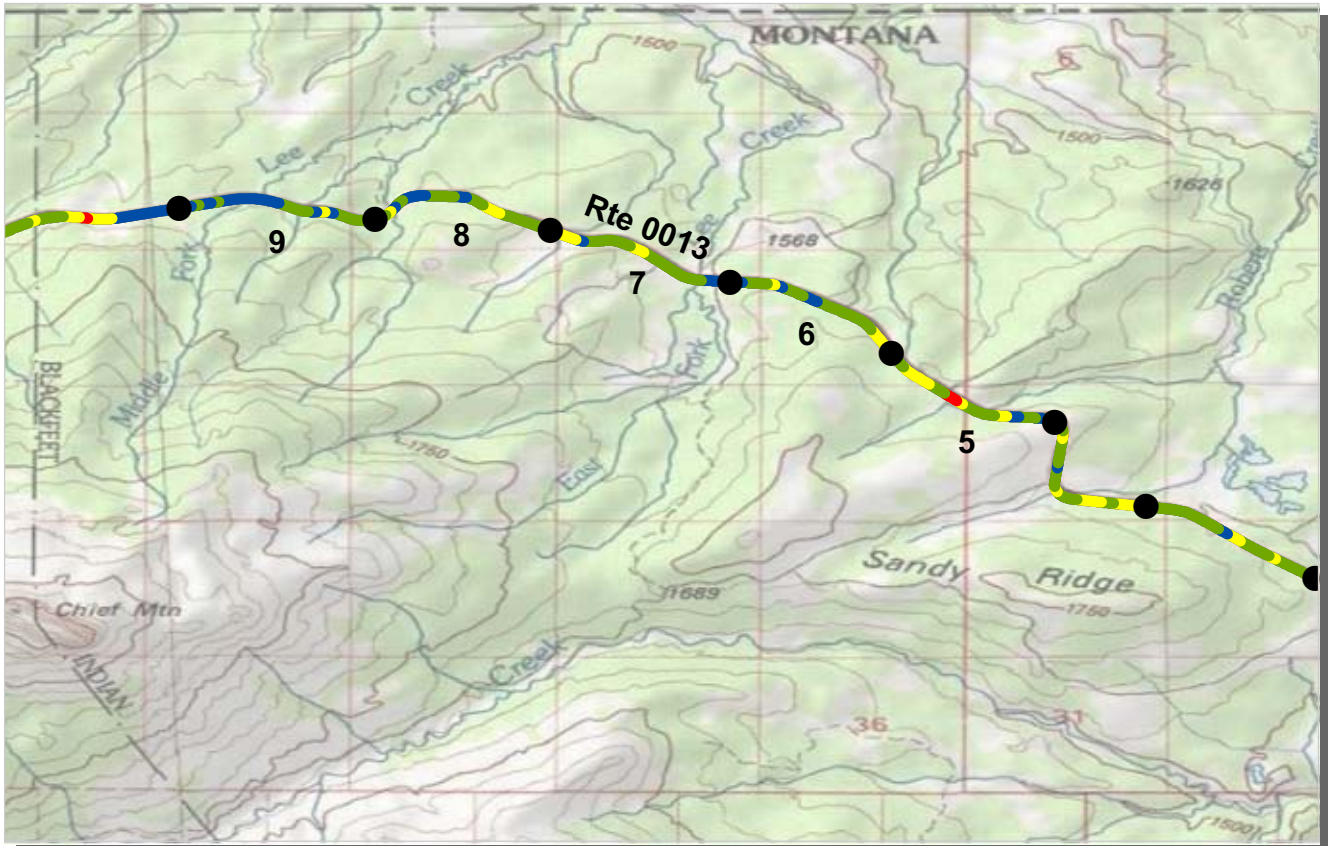 MONTANA
1500
6
Creek
Creek
1500
Lee
1626
Rte 0013
9
8
1568
Fork
7
Roberts
6
Fork
BLACKFEET
Middle
5
1750
East
Sandy Ridge
1689
1750
Chief Mtn
INDIAN
Creek
36
31
1500